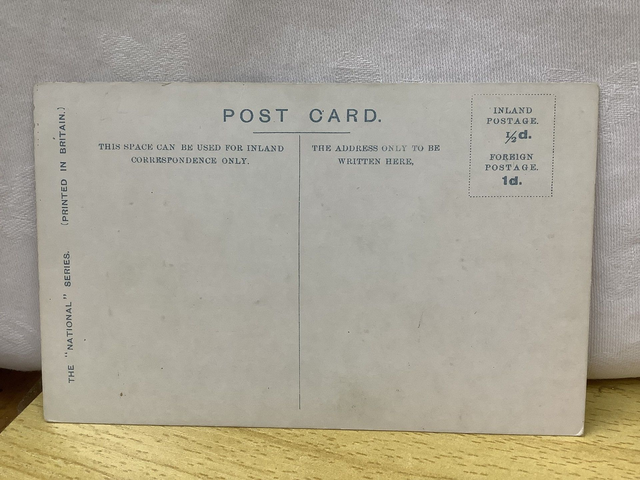 POST CARD.
THIS SPACE CAN BE USED FOR INLAND
CORRESPONDENCE ONLY.
THE ADDRESS ONLY TO BE
WRITTEN HERE,
INLAND
POSTAGE.
½d.
FOREIGN
POSTAGE.
1d.
THE "NATIONAL" SERIES. [PRINTED IN BRITAIN.]